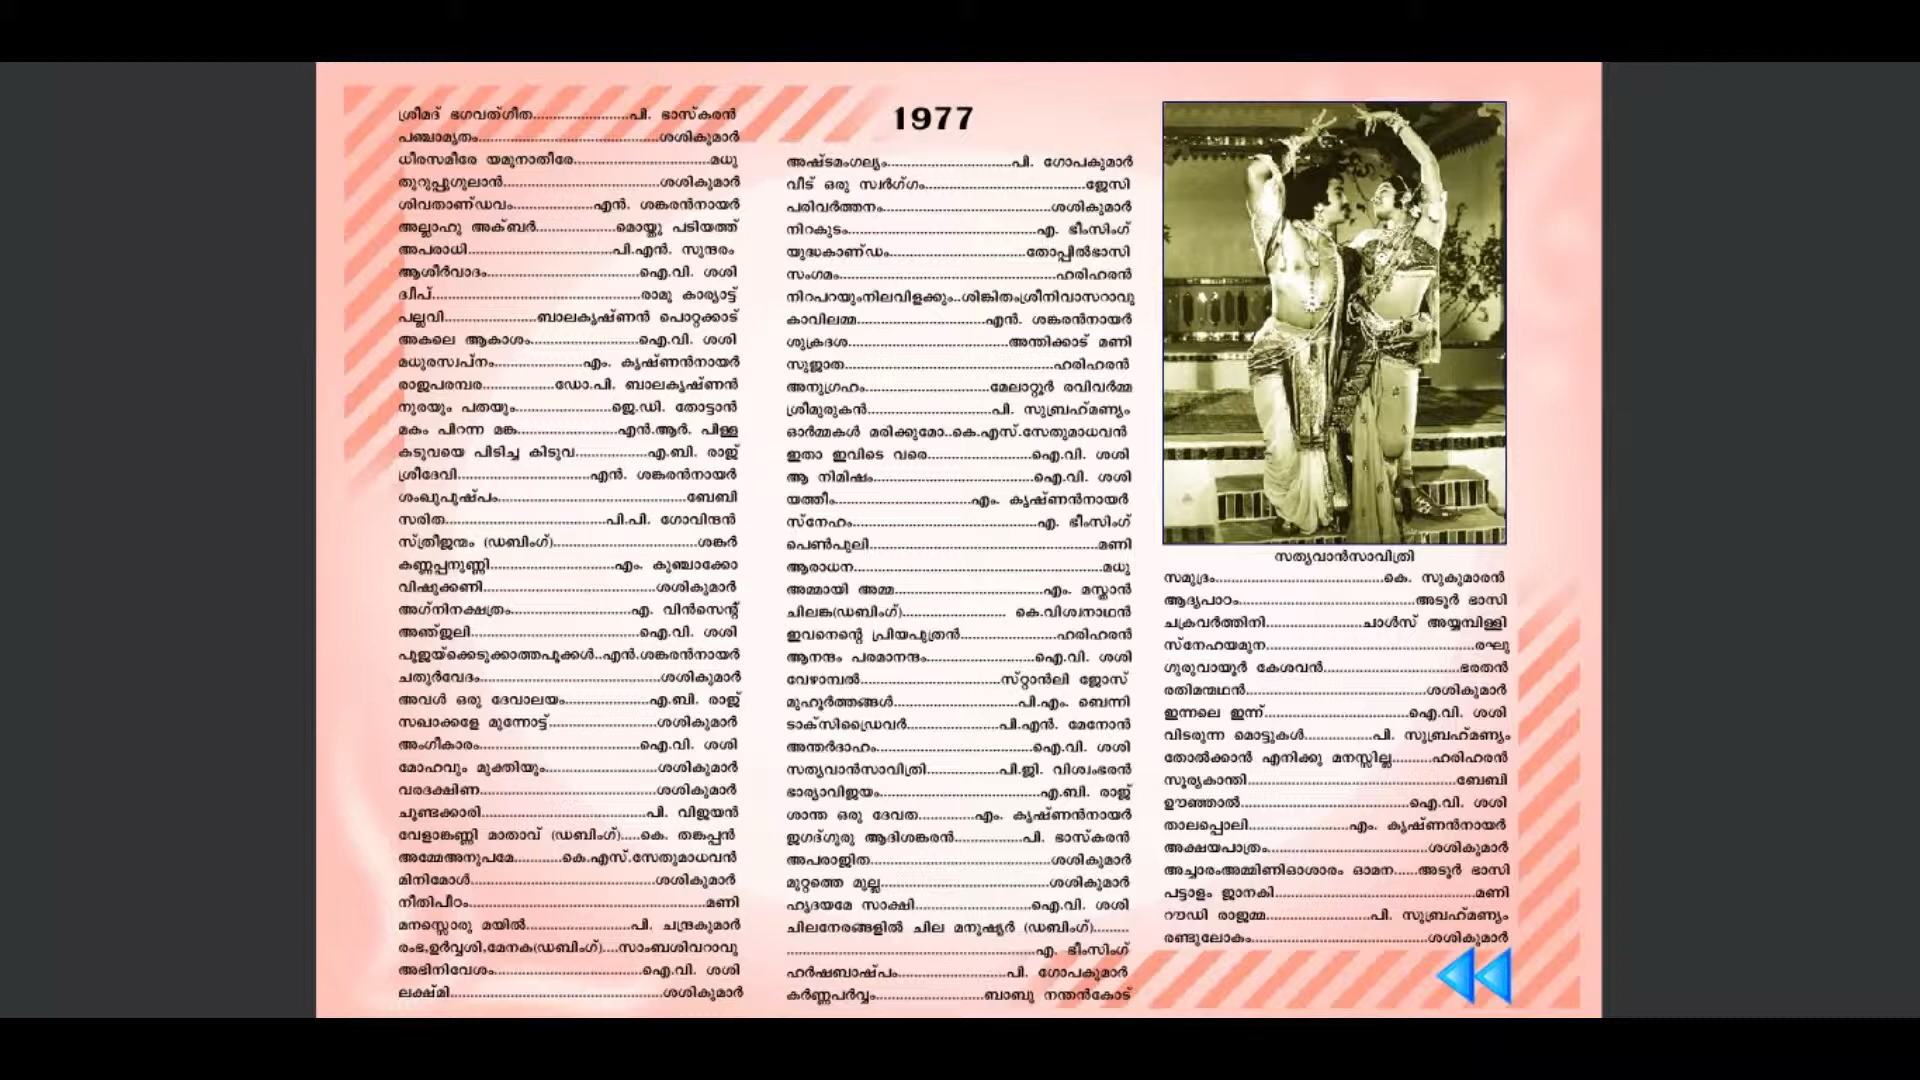 ശ്രീമദ് ഭഗവത്ഗീത........................പി. ഭാസ്കരൻ
പഞ്ചാമൃതം.............................................ശശികുമാർ
ധീരസമീരേ യമുനാതീരേ..................................മധു
തുറുപ്പുഗുലാൻ.......................................ശശികുമാർ
ശിവതാണ്ഡവം....................എൻ. ശങ്കരൻനായർ
അല്ലാഹു അക്ബർ....................മൊയ്തു പടിയത്ത്
അപരാധി....................................പി.എൻ. സുന്ദരം
ആശീർവാദം......................................ഐ.വി. ശശി
ദ്വീപ്....................................................രാമു കാര്യാട്ട്
പല്ലവി.......................ബാലകൃഷ്ണൻ പൊറ്റക്കാട്
അകലെ ആകാശം...........................ഐ.വി. ശശി
മധുരസ്വപ്നം......................എം. കൃഷ്ണൻനായർ
രാജപരമ്പര..................ഡോ.പി. ബാലകൃഷ്ണൻ
നുരയും പതയും........................ജെ.ഡി. തോട്ടാൻ
മകം പിറന്ന മങ്ക.........................എൻ.ആർ. പിള്ള
കടുവയെ പിടിച്ച കിടുവ..................എ.ബി. രാജ്
ശ്രീദേവി.................................എൻ. ശങ്കരൻനായർ
ശംഖുപുഷ്പം...............................................ബേബി
സരിത........................................പി.പി. ഗോവിന്ദൻ
സ്ത്രീജന്മം (ഡബിംഗ്)....................................ശങ്കർ
കണ്ണപ്പനുണ്ണി...............................എം. കുഞ്ചാക്കോ
വിഷുക്കണി...........................................ശശികുമാർ
അഗ്നിനക്ഷത്രം..............................എ. വിൻസെന്റ്
അഞ്ജലി..........................................ഐ.വി. ശശി
പൂജയ്ക്കെടുക്കാത്തപൂക്കൾ..എൻ.ശങ്കരൻനായർ
ചതുർവേദം.............................................ശശികുമാർ
അവൾ ഒരു ദേവാലയം.....................എ.ബി. രാജ്
സഖാക്കളേ മുന്നോട്ട്...........................ശശികുമാർ
അംഗീകാരം........................................ഐ.വി. ശശി
മോഹവും മുക്തിയും............................ശശികുമാർ
വരദക്ഷിണ............................................ശശികുമാർ
ചൂണ്ടക്കാരി.........................................പി. വിജയൻ
വേളാങ്കണ്ണി മാതാവ് (ഡബിംഗ്).....കെ. തങ്കപ്പൻ
അമ്മേഅനുപമേ............കെ.എസ്.സേതുമാധവൻ
മിനിമോൾ..............................................ശശികുമാർ
നീതിപീഠം...................................................മണി
മനസ്സൊരു മയിൽ..........................പി. ചന്ദ്രകുമാർ
രംഭ,ഉർവ്വശി,മേനക(ഡബിംഗ്)....സാംബശിവറാവു
അഭിനിവേശം.....................................ഐ.വി. ശശി
ലക്ഷ്മി.....................................................ശശികുമാർ
1977
അഷ്ടമംഗല്യം...............................പി. ഗോപകുമാർ
വീട് ഒരു സ്വർഗ്ഗം........................................ജേസി
പരിവർത്തനം..........................................ശശികുമാർ
നിറകുടം...............................................എ. ഭീംസിംഗ്
യുദ്ധകാണ്ഡം..................................തോപ്പിൽഭാസി
സംഗമം......................................................ഹരിഹരൻ
നിറപറയുംനിലവിളക്കും..ശിങ്കിതംശ്രീനിവാസറാവു
കാവിലമ്മ................................എൻ. ശങ്കരൻനായർ
ശുക്രദശ........................................അന്തിക്കാട് മണി
സുജാത....................................................ഹരിഹരൻ
അനുഗ്രഹം...............................മേലാറ്റൂർ രവിവർമ്മ
ശ്രീമുരുകൻ...............................പി. സുബ്രഹ്മണ്യം
ഓർമ്മകൾ മരിക്കുമോ..കെ.എസ്.സേതുമാധവൻ
ഇതാ ഇവിടെ വരെ..........................ഐ.വി. ശശി
ആ നിമിഷം........................................ഐ.വി. ശശി
യത്തീം..................................എം. കൃഷ്ണൻനായർ
സ്നേഹം..............................................എ. ഭീംസിംഗ്
പെൺപുലി..................................................മണി
ആരാധന..............................................................മധു
അമ്മായി അമ്മ.....................................എം. മസ്താൻ
ചിലങ്ക(ഡബിംഗ്).......................... കെ.വിശ്വനാഥൻ
ഇവനെന്റെ പ്രിയപുത്രൻ........................ഹരിഹരൻ
ആനന്ദം പരമാനന്ദം...........................ഐ.വി. ശശി
വേഴാമ്പൽ...................................സ്റ്റാൻലി ജോസ്
മുഹൂർത്തങ്ങൾ...............................പി.എം. ബെന്നി
ടാക്സിഡ്രൈവർ.......................പി.എൻ. മേനോൻ
അന്തർദാഹം.......................................ഐ.വി. ശശി
സത്യവാൻസാവിത്രി..................പി.ജി. വിശ്വംഭരൻ
ഭാര്യാവിജയം........................................എ.ബി. രാജ്
ശാന്ത ഒരു ദേവത..............എം. കൃഷ്ണൻനായർ
ജഗദ്ഗുരു ആദിശങ്കരൻ.................പി. ഭാസ്കരൻ
അപരാജിത.............................................ശശികുമാർ
മുറ്റത്തെ മുല്ല..........................................ശശികുമാർ
ഹൃദയമേ സാക്ഷി.............................ഐ.വി. ശശി
ചിലനേരങ്ങളിൽ ചില മനുഷ്യർ (ഡബിംഗ്).........
..............................................................എ. ഭീംസിംഗ്
ഹർഷബാഷ്പം...........................പി. ഗോപകുമാർ
കർണ്ണപർവ്വം...........................ബാബു നന്തൻകോട്
സത്യവാൻസാവിത്രി
സമുദ്രം..........................................കെ. സുകുമാരൻ
ആദ്യപാഠം............................................അടൂർ ഭാസി
ചക്രവർത്തിനി........................ചാൾസ് അയ്യമ്പിള്ളി
സ്നേഹയമുന....................................................രഘു
ഗുരുവായൂർ കേശവൻ..................................ഭരതൻ
രതിമന്മഥൻ.............................................ശശികുമാർ
ഇന്നലെ ഇന്ന്....................................ഐ.വി. ശശി
വിടരുന്ന മൊട്ടുകൾ.................പി. സുബ്രഹ്മണ്യം
തോൽക്കാൻ എനിക്കു മനസ്സില്ല..........ഹരിഹരൻ
സൂര്യകാന്തി....................................................ബേബി
ഊഞ്ഞാൽ..........................................ഐ.വി. ശശി
താലപ്പൊലി.........................എം. കൃഷ്ണൻനായർ
അക്ഷയപാത്രം........................................ശശികുമാർ
അച്ചാരംഅമ്മിണിഓശാരം ഓമന......അടൂർ ഭാസി
പട്ടാളം ജാനകി..................................................മണി
റൗഡി രാജമ്മ..........................പി. സുബ്രഹ്മണ്യം
രണ്ടുലോകം............................................ശശികുമാർ